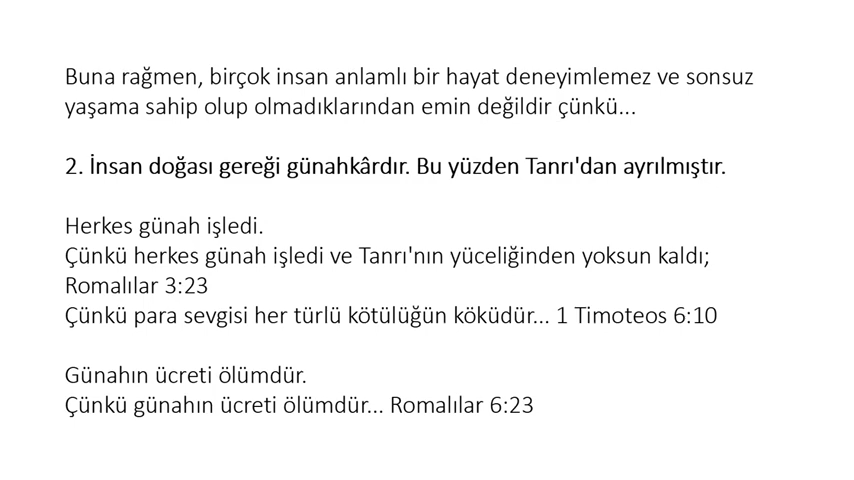 Buna rağmen, birçok insan anlamlı bir hayat deneyimlemez ve sonsuz
yaşama sahip olup olmadıklarından emin değildir çünkü...
2. İnsan doğası gereği günahkârdır. Bu yüzden Tanrı'dan ayrılmıştır.
Herkes günah işledi.
Çünkü herkes günah işledi ve Tanrı'nın yüceliğinden yoksun kaldı;
Romalılar 3:23
Çünkü para sevgisi her türlü kötülüğün köküdür... 1 Timoteos 6:10
Günahın ücreti ölümdür.
Çünkü günahın ücreti ölümdür... Romalılar 6:23